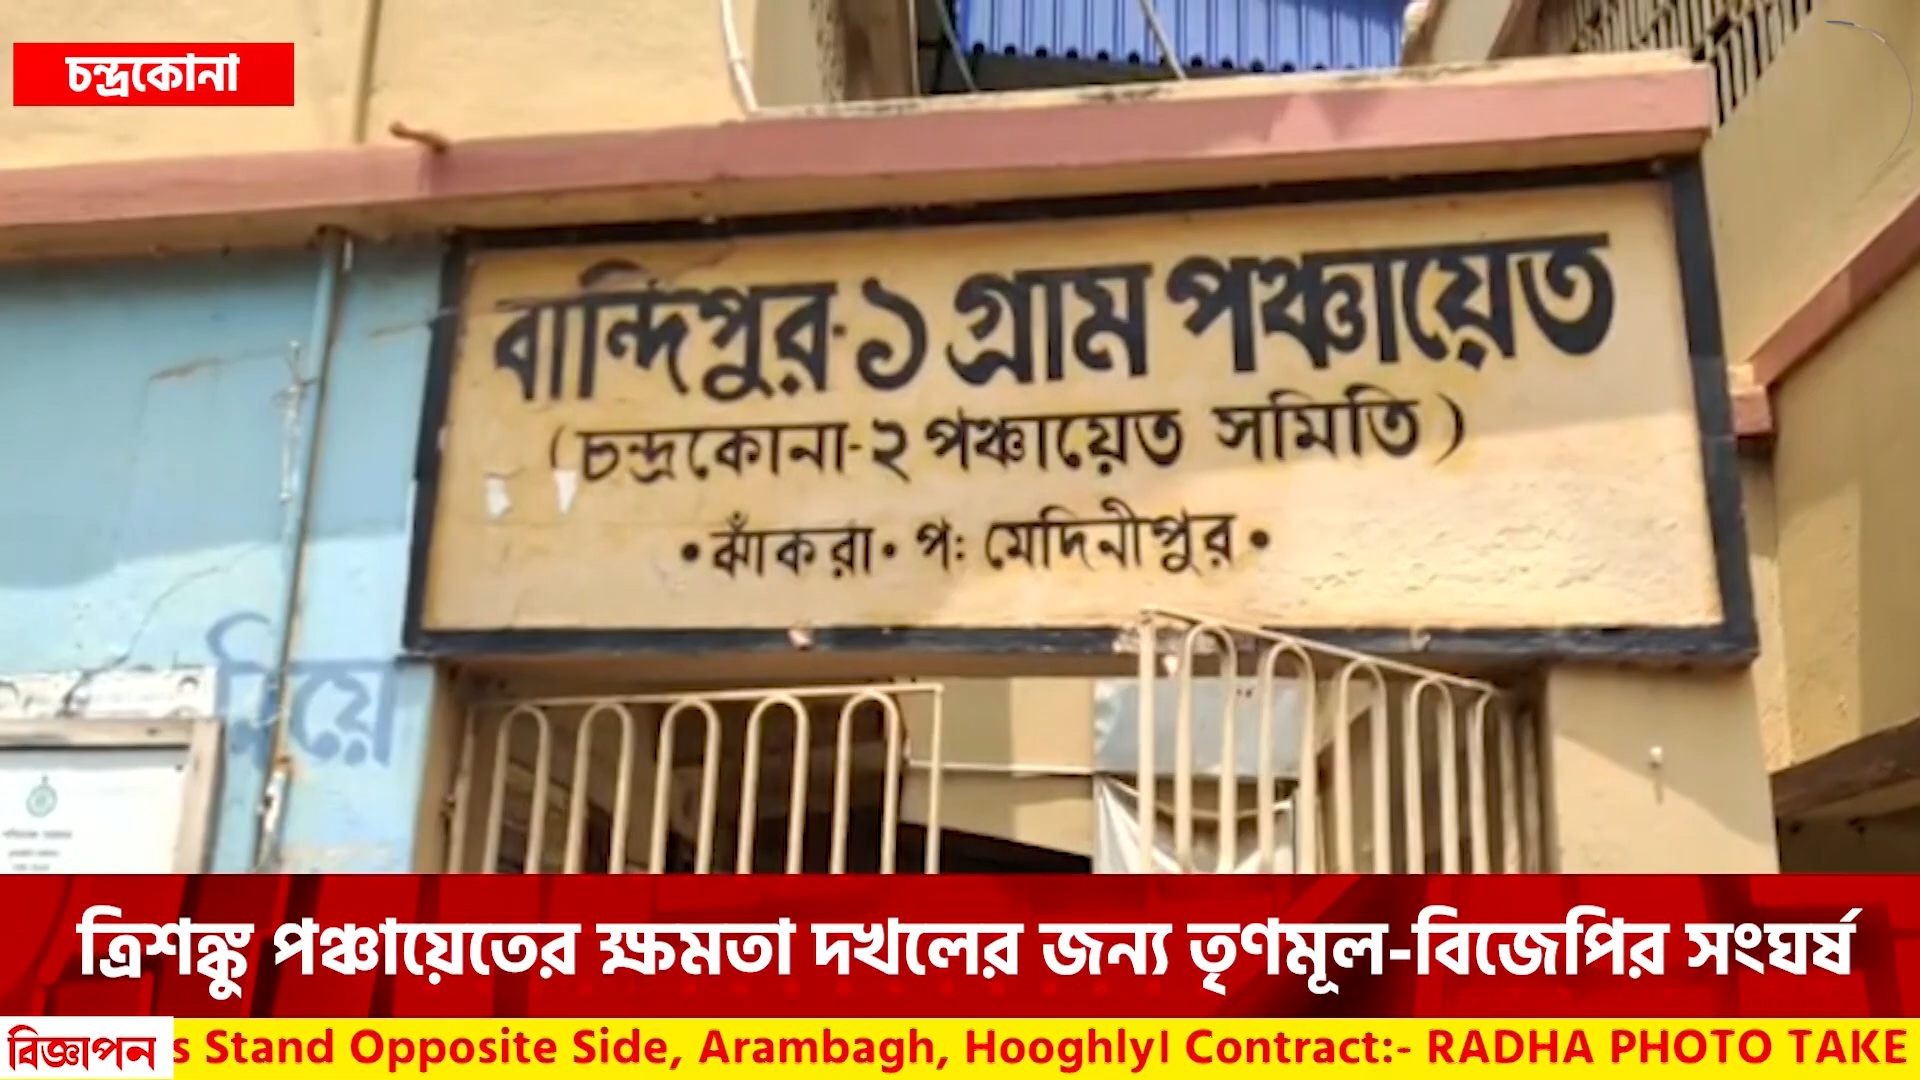 চন্দ্রকোনা
বান্দিপুর-১ গ্রাম পঞ্চায়েত
(চন্দ্রকোনা-২ পঞ্চায়েত সমিতি)
•ঝাঁকরা• প: মেদিনীপুর•
নিয়ে
ত্রিশঙ্কু পঞ্চায়েতের ক্ষমতা দখলের জন্য তৃণমূল-বিজেপির সংঘর্ষ
বিজ্ঞাপন s Stand Opposite Side, Arambagh, Hooghly। Contract:- RADHA PHOTO TAKE